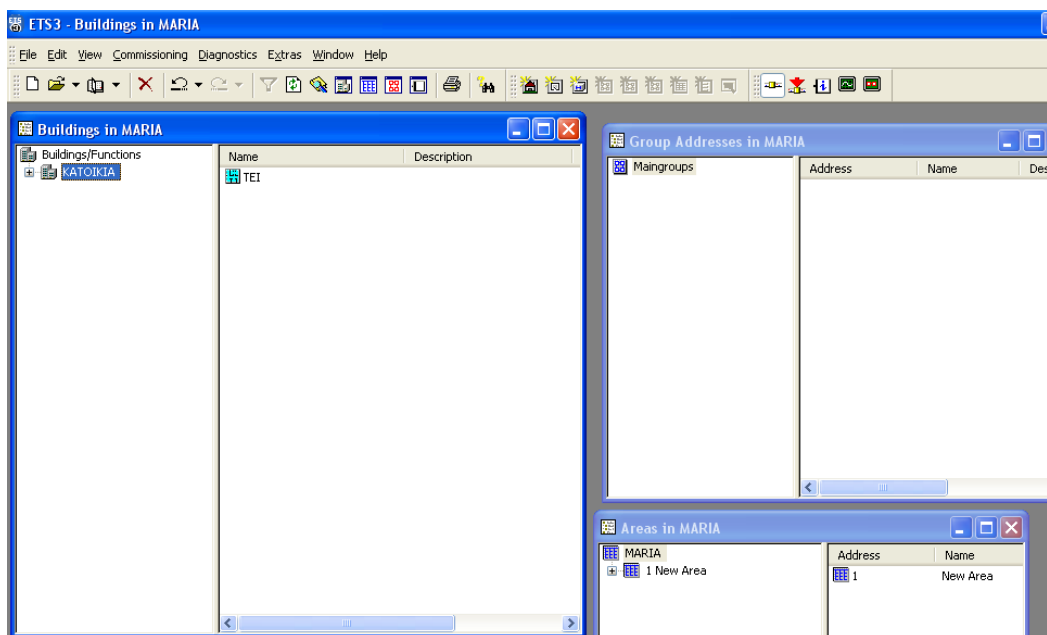 ETS3 - Buildings in MARIA
File Edit View Commissioning Diagnostics Extras Window Help
Buildings in MARIA
Buildings/Functions
KATOIKIA
Name Description
TEI
Group Addresses in MARIA
Maingroups
Address Name Des
Areas in MARIA
MARIA
1 New Area
Address Name
1 New Area